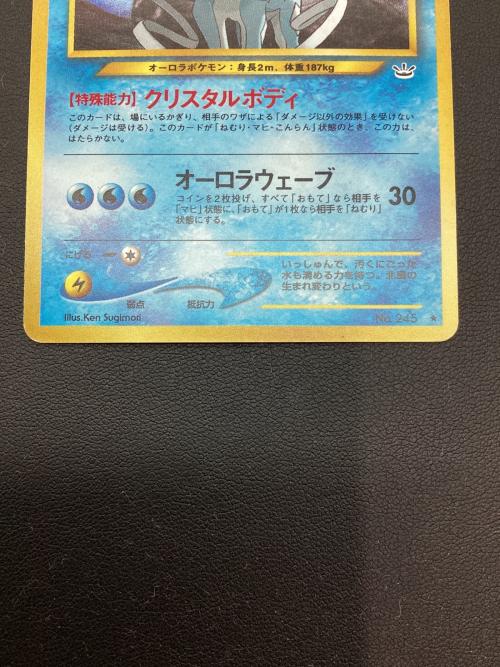 オーロラポケモン：身長2m、体重187kg
【特殊能力】クリスタルボディ
このカードは、場にいるかぎり、相手のワザによる「ダメージ以外の効果」を受けない
（ダメージは受ける）。このカードが「ねむり・マヒ・こんらん」状態のとき、この力は、
はたらかない。
オーロラウェーブ 30
コインを2枚投げ、すべて「おもて」なら相手を
「マヒ」状態に、「おもて」が1枚なら相手を「ねむり」
状態にする。
にげる
いっしゅんで、汚くにごった
水も清める力を持つ。北風の
生まれ変わりという。
弱点 抵抗力
Illus.Ken Sugimori
No.245 ★